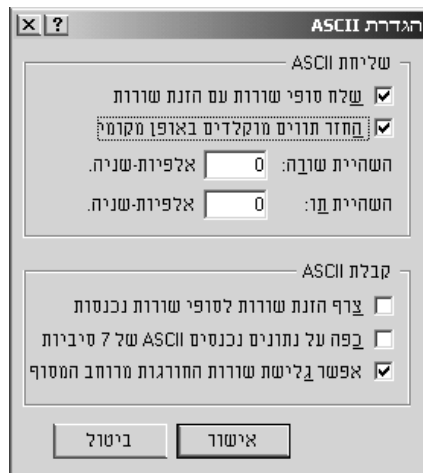 הגדרת ASCII
שליחת ASCII
שלח סופי שורות עם הזנת שורות
החזר תווים מוקלדים באופן מקומי
השהיית שורה: 0 אלפיות-שניה.
השהיית תו: 0 אלפיות-שניה.
קבלת ASCII
צרף הזנת שורות לסופי שורות נכנסות
כפה על נתונים נכנסים ASCII של 7 סיביות
אפשר גלישת שורות החורגות מרוחב המסוף
אישור ביטול